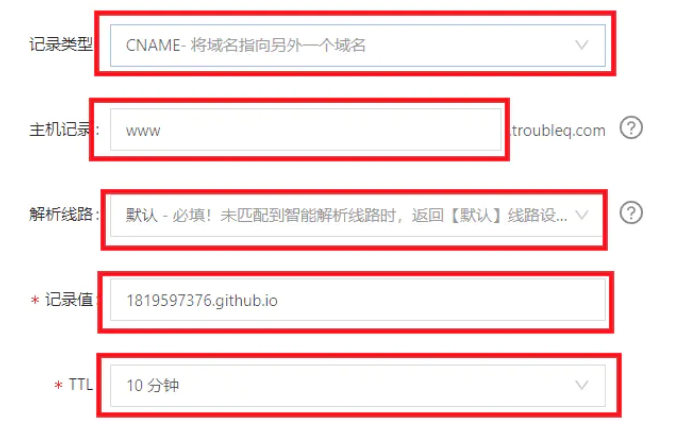 记录类型: CNAME- 将域名指向另外一个域名
主机记录: www .troubleq.com ?
解析线路: 默认 - 必填！未匹配到智能解析线路时，返回【默认】线路设... ?
* 记录值: 1819597376.github.io
* TTL 10 分钟